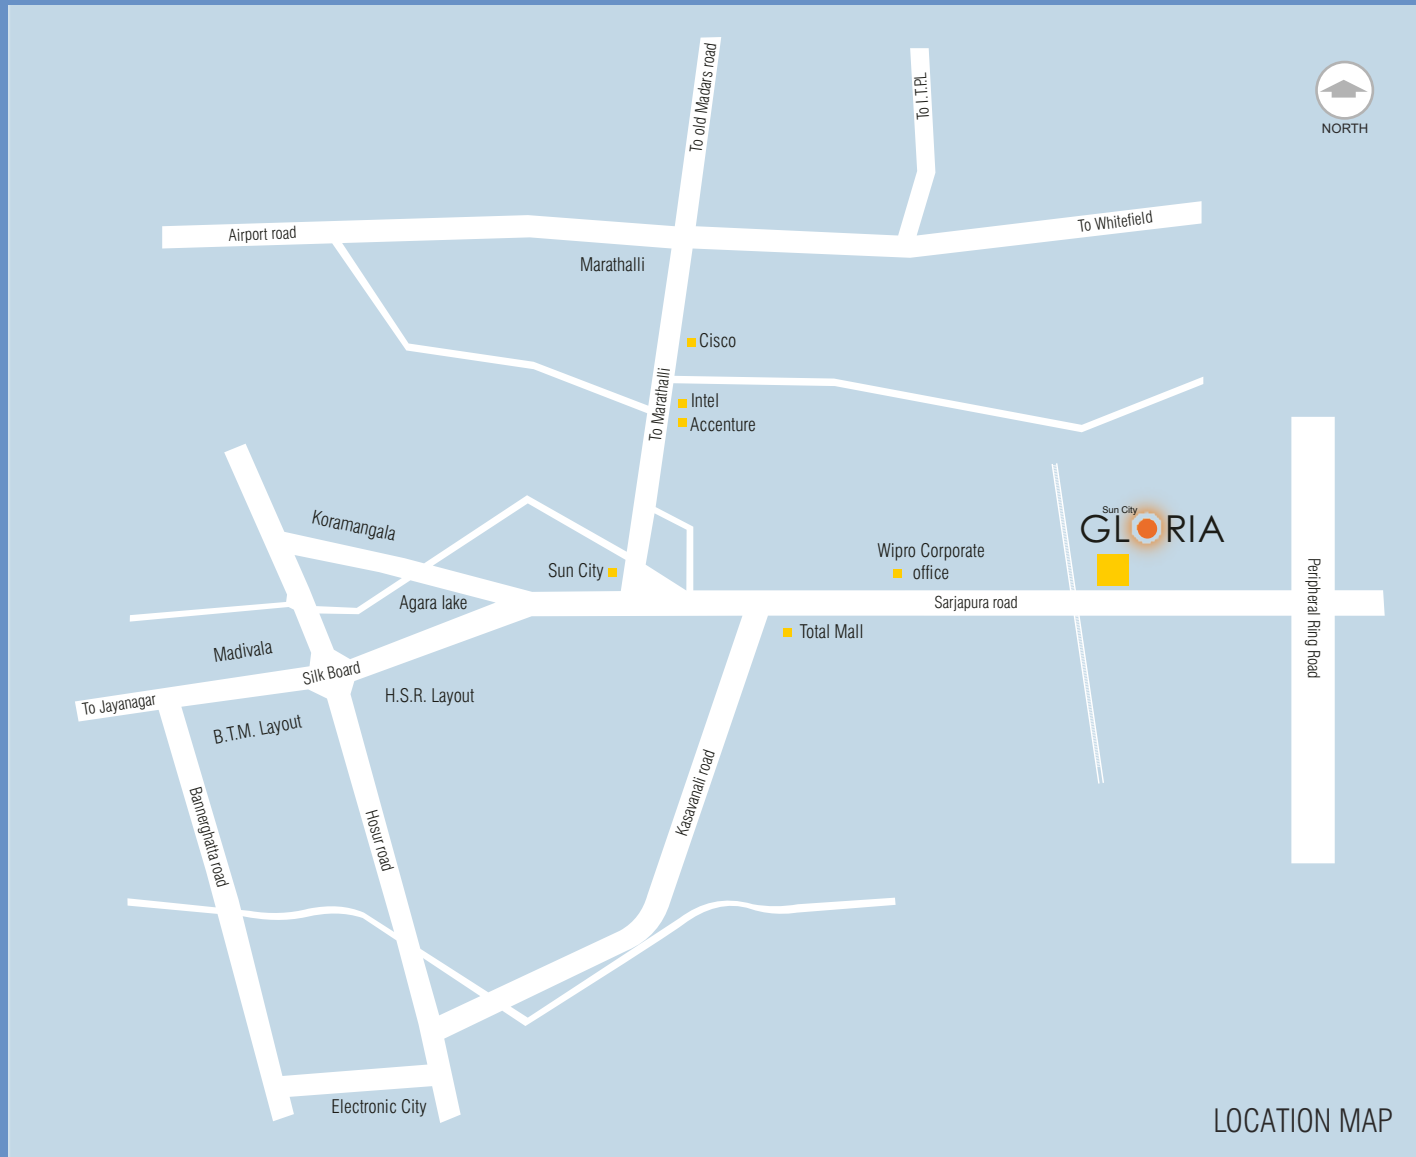 To old Madars road
To I.T.P.L
NORTH
Airport road
To Whitefield
Marathalli
Cisco
To Marathalli
Intel
Accenture
Koramangala
Sun City
GLORIA
Wipro Corporate
office
Sun City
Agara lake
Sarjapura road
Peripheral Ring Road
Total Mall
Madivala
Silk Board
To Jayanagar
H.S.R. Layout
B.T.M. Layout
Bannerghatta road
Hosur road
Kasavanali road
Electronic City
LOCATION MAP